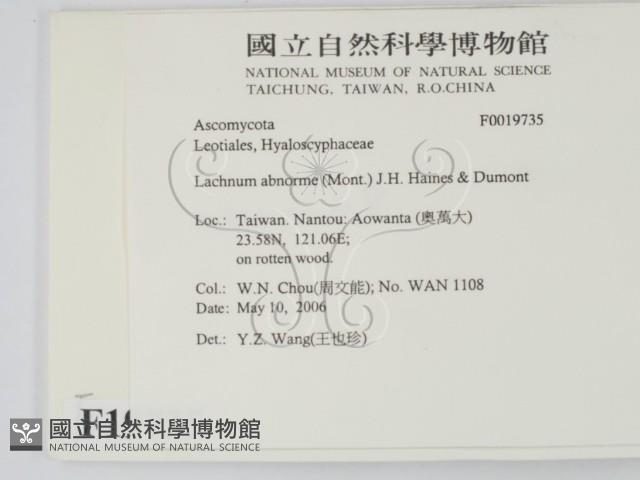 國立自然科學博物館
NATIONAL MUSEUM OF NATURAL SCIENCE
TAICHUNG, TAIWAN, R.O.CHINA
Ascomycota F0019735
Leotiales, Hyaloscyphaceae
Lachnum abnorme (Mont.) J.H. Haines & Dumont
Loc.: Taiwan. Nantou: Aowanta (奧萬大)
23.58N, 121.06E;
on rotten wood.
Col.: W.N. Chou(周文能); No. WAN 1108
Date: May 10, 2006
Det.: Y.Z. Wang(王也珍)
國立自然科學博物館
NATIONAL MUSEUM OF NATURAL SCIENCE